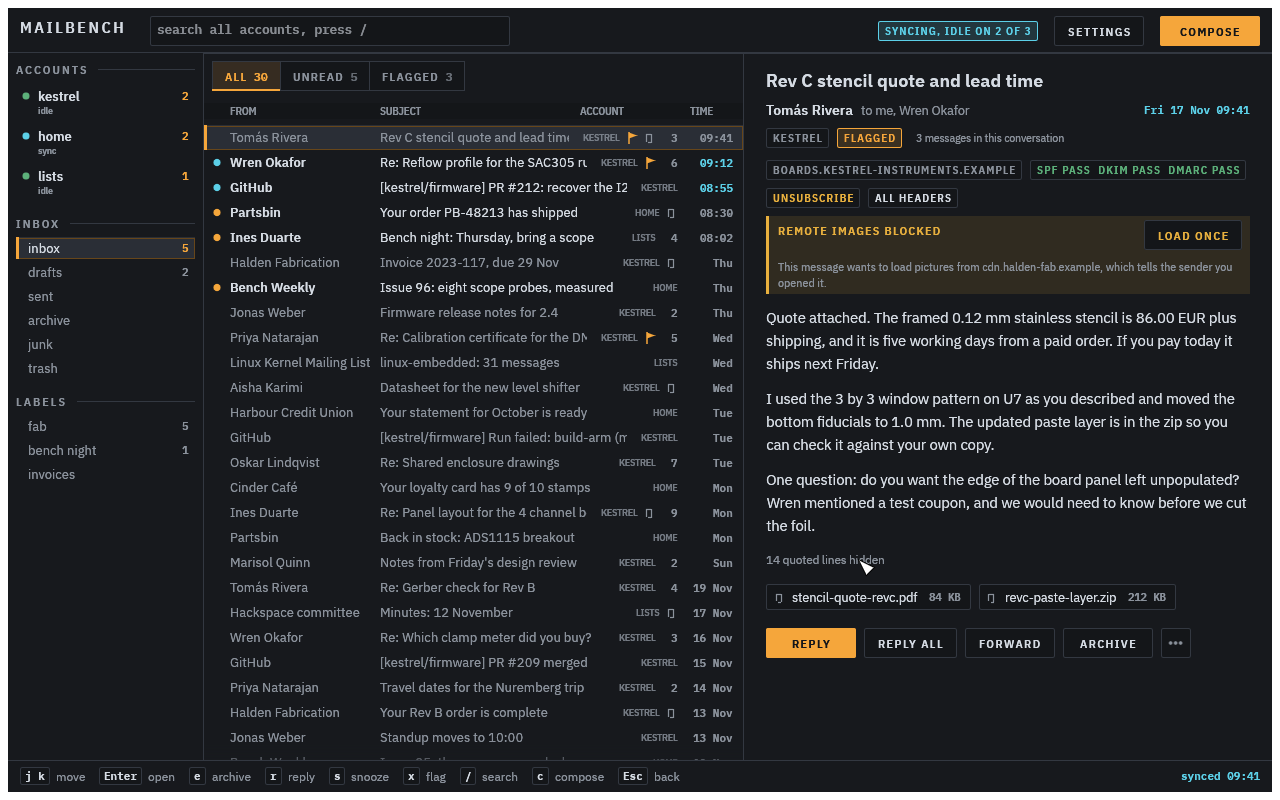 MAILBENCH
search all accounts, press /
SYNCING, IDLE ON 2 OF 3
SETTINGS
COMPOSE
ACCOUNTS
kestrel 2
idle
home 2
sync
lists 1
idle
INBOX
inbox 5
drafts 2
sent
archive
junk
trash
LABELS
fab 5
bench night 1
invoices
ALL 30 UNREAD 5 FLAGGED 3
FROM SUBJECT ACCOUNT TIME
Tomás Rivera Rev C stencil quote and lead time KESTREL 3 09:41
Wren Okafor Re: Reflow profile for the SAC305 ru KESTREL 6 09:12
GitHub [kestrel/firmware] PR #212: recover the I2 KESTREL 08:55
Partsbin Your order PB-48213 has shipped HOME 08:30
Ines Duarte Bench night: Thursday, bring a scope LISTS 4 08:02
Halden Fabrication Invoice 2023-117, due 29 Nov KESTREL Thu
Bench Weekly Issue 96: eight scope probes, measured HOME Thu
Jonas Weber Firmware release notes for 2.4 KESTREL 2 Thu
Priya Natarajan Re: Calibration certificate for the DM KESTREL 5 Wed
Linux Kernel Mailing List linux-embedded: 31 messages LISTS Wed
Aisha Karimi Datasheet for the new level shifter KESTREL Wed
Harbour Credit Union Your statement for October is ready HOME Tue
GitHub [kestrel/firmware] Run failed: build-arm (m KESTREL Tue
Oskar Lindqvist Re: Shared enclosure drawings KESTREL 7 Tue
Cinder Café Your loyalty card has 9 of 10 stamps HOME Mon
Ines Duarte Re: Panel layout for the 4 channel b KESTREL 9 Mon
Partsbin Back in stock: ADS1115 breakout HOME Mon
Marisol Quinn Notes from Friday's design review KESTREL 2 Sun
Tomás Rivera Re: Gerber check for Rev B KESTREL 4 19 Nov
Hackspace committee Minutes: 12 November LISTS 17 Nov
Wren Okafor Re: Which clamp meter did you buy? KESTREL 3 16 Nov
GitHub [kestrel/firmware] PR #209 merged KESTREL 15 Nov
Priya Natarajan Travel dates for the Nuremberg trip KESTREL 2 14 Nov
Halden Fabrication Your Rev B order is complete KESTREL 13 Nov
Jonas Weber Standup moves to 10:00 KESTREL 13 Nov
Rev C stencil quote and lead time
Tomás Rivera to me, Wren Okafor Fri 17 Nov 09:41
KESTREL FLAGGED 3 messages in this conversation
BOARDS.KESTREL-INSTRUMENTS.EXAMPLE SPF PASS DKIM PASS DMARC PASS
UNSUBSCRIBE ALL HEADERS
REMOTE IMAGES BLOCKED
LOAD ONCE
This message wants to load pictures from cdn.halden-fab.example, which tells the sender you
opened it.
Quote attached. The framed 0.12 mm stainless stencil is 86.00 EUR plus
shipping, and it is five working days from a paid order. If you pay today it
ships next Friday.
I used the 3 by 3 window pattern on U7 as you described and moved the
bottom fiducials to 1.0 mm. The updated paste layer is in the zip so you
can check it against your own copy.
One question: do you want the edge of the board panel left unpopulated?
Wren mentioned a test coupon, and we would need to know before we cut
the foil.
14 quoted lines hidden
stencil-quote-revc.pdf 84 KB revc-paste-layer.zip 212 KB
REPLY REPLY ALL FORWARD ARCHIVE •••
j k move Enter open e archive r reply s snooze x flag / search c compose Esc back
synced 09:41